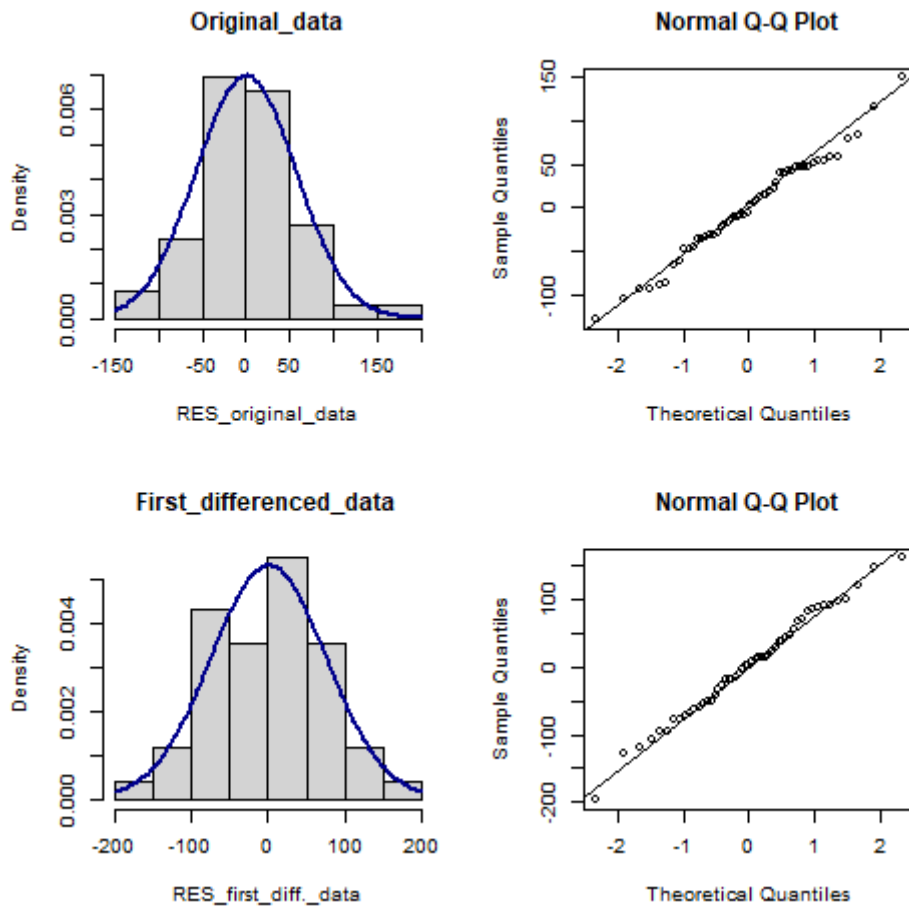 Original_data
Density
0.000
0.003
0.006
-150
-50
0
50
150
RES_original_data
Normal Q-Q Plot
Sample Quantiles
-100
0
50
150
-2
-1
0
1
2
Theoretical Quantiles
First_differenced_data
Density
0.000
0.002
0.004
-200
-100
0
100
200
RES_first_diff._data
Normal Q-Q Plot
Sample Quantiles
-200
-100
0
100
-2
-1
0
1
2
Theoretical Quantiles